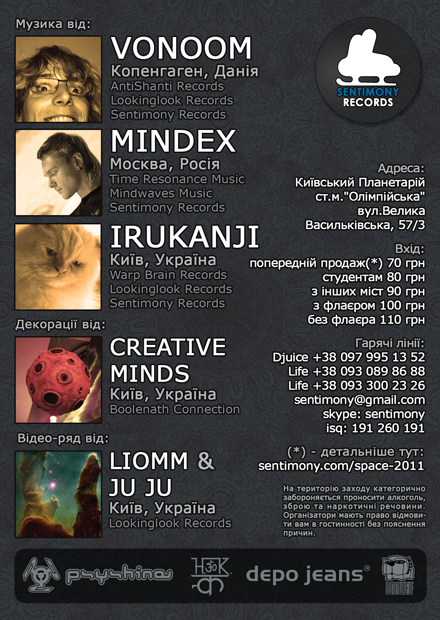 Музика від:
VONOOM
Копенгаген, Данія
AntiShanti Records
Lookinglook Records
Sentimony Records
MINDEX
Москва, Росія
Time Resonance Music
Mindwaves Music
Sentimony Records
IRUKANJI
Київ, Україна
Warp Brain Records
Lookinglook Records
Sentimony Records
Декорації від:
CREATIVE
MINDS
Київ, Україна
Boolenath Connection
Відео-ряд від:
LIOMM &
JU JU
Київ, Україна
Lookinglook Records
SENTIMONY
RECORDS
Адреса:
Київський Планетарій
ст.м."Олімпійська"
вул.Велика
Васильківська, 57/3
Вхід:
попередній продаж(*) 70 грн
студентам 80 грн
з інших міст 90 грн
з флаєром 100 грн
без флаєра 110 грн
Гарячі лінії:
Djuice +38 097 995 13 52
Life +38 093 089 86 88
Life +38 093 300 23 26
sentimony@gmail.com
skype: sentimony
isq: 191 260 191
(*) - детальніше тут:
sentimony.com/space-2011
На територію заходу категорично
забороняється проносити алкоголь,
зброю та наркотичні речовини.
Організатори мають право відмови-
ти вам в гостинності без пояснення
причин.
psyshina
depo jeans®